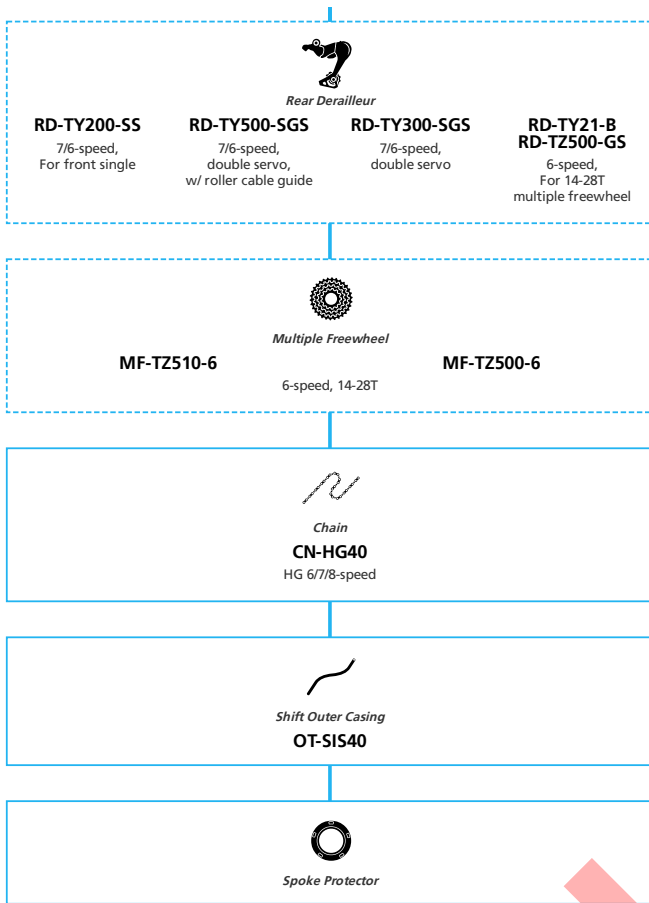 Rear Derailleur
RD-TY200-SS
7/6-speed,
For front single
RD-TY500-SGS
7/6-speed,
double servo,
w/ roller cable guide
RD-TY300-SGS
7/6-speed,
double servo
RD-TY21-B
RD-TZ500-GS
6-speed,
For 14-28T
multiple freewheel
Multiple Freewheel
MF-TZ510-6
MF-TZ500-6
6-speed, 14-28T
Chain
CN-HG40
HG 6/7/8-speed
Shift Outer Casing
OT-SIS40
Spoke Protector